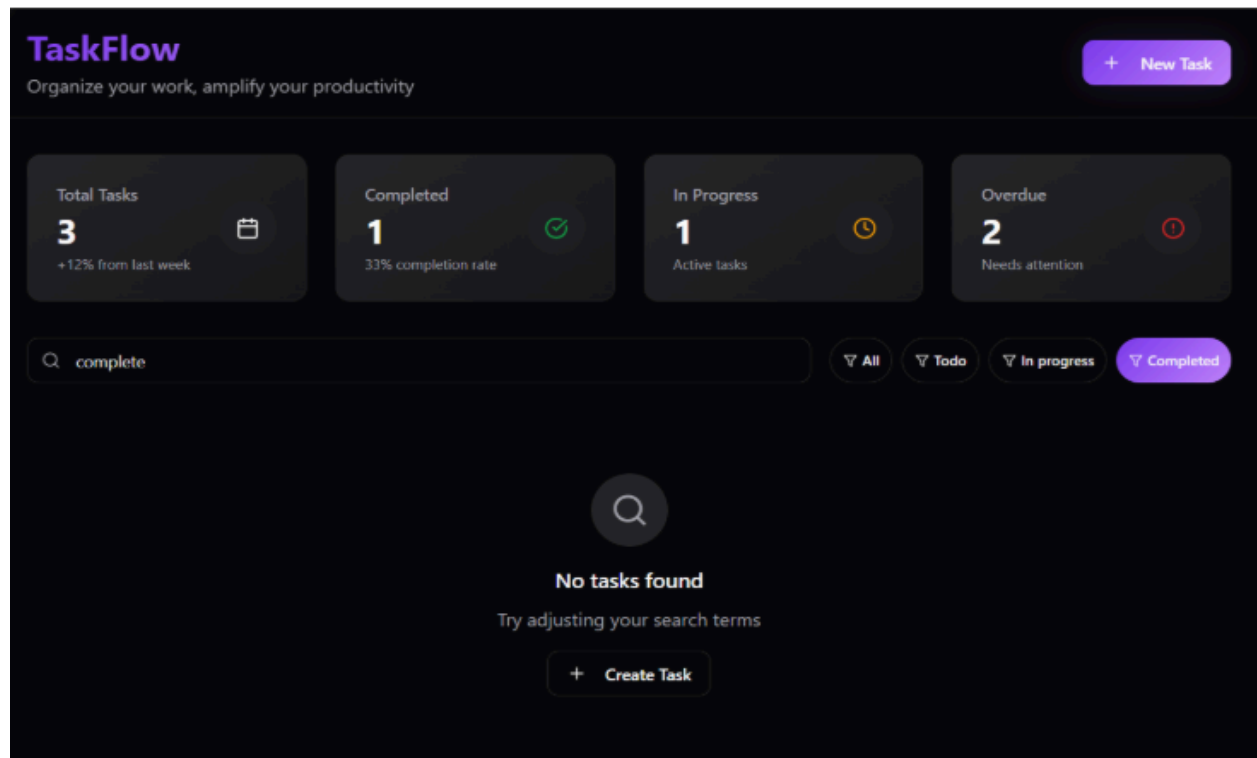 TaskFlow
Organize your work, amplify your productivity
+ New Task
Total Tasks
3
+12% from last week
Completed
1
33% completion rate
In Progress
1
Active tasks
Overdue
2
Needs attention
complete
All
Todo
In progress
Completed
No tasks found
Try adjusting your search terms
+ Create Task